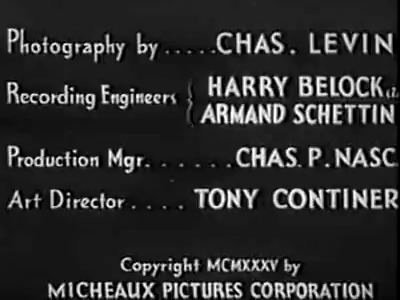 Photography by ..... CHAS. LEVIN
Recording Engineers { HARRY BELOCK
ARMAND SCHETTIN
Production Mgr. ...... CHAS. P. NASC
Art Director .... TONY CONTINER
Copyright MCMXXXV by
MICHEAUX PICTURES CORPORATION